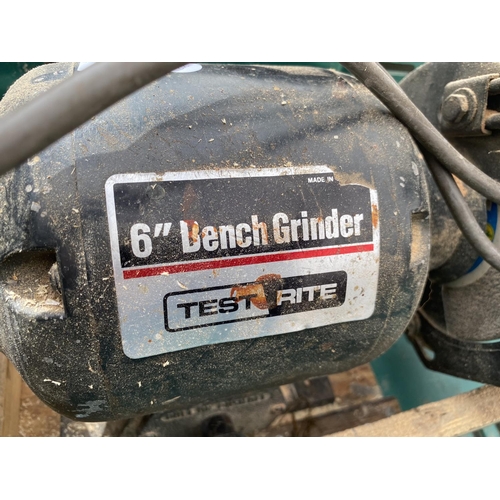 MADE IN
6" Bench Grinder
TEST RITE